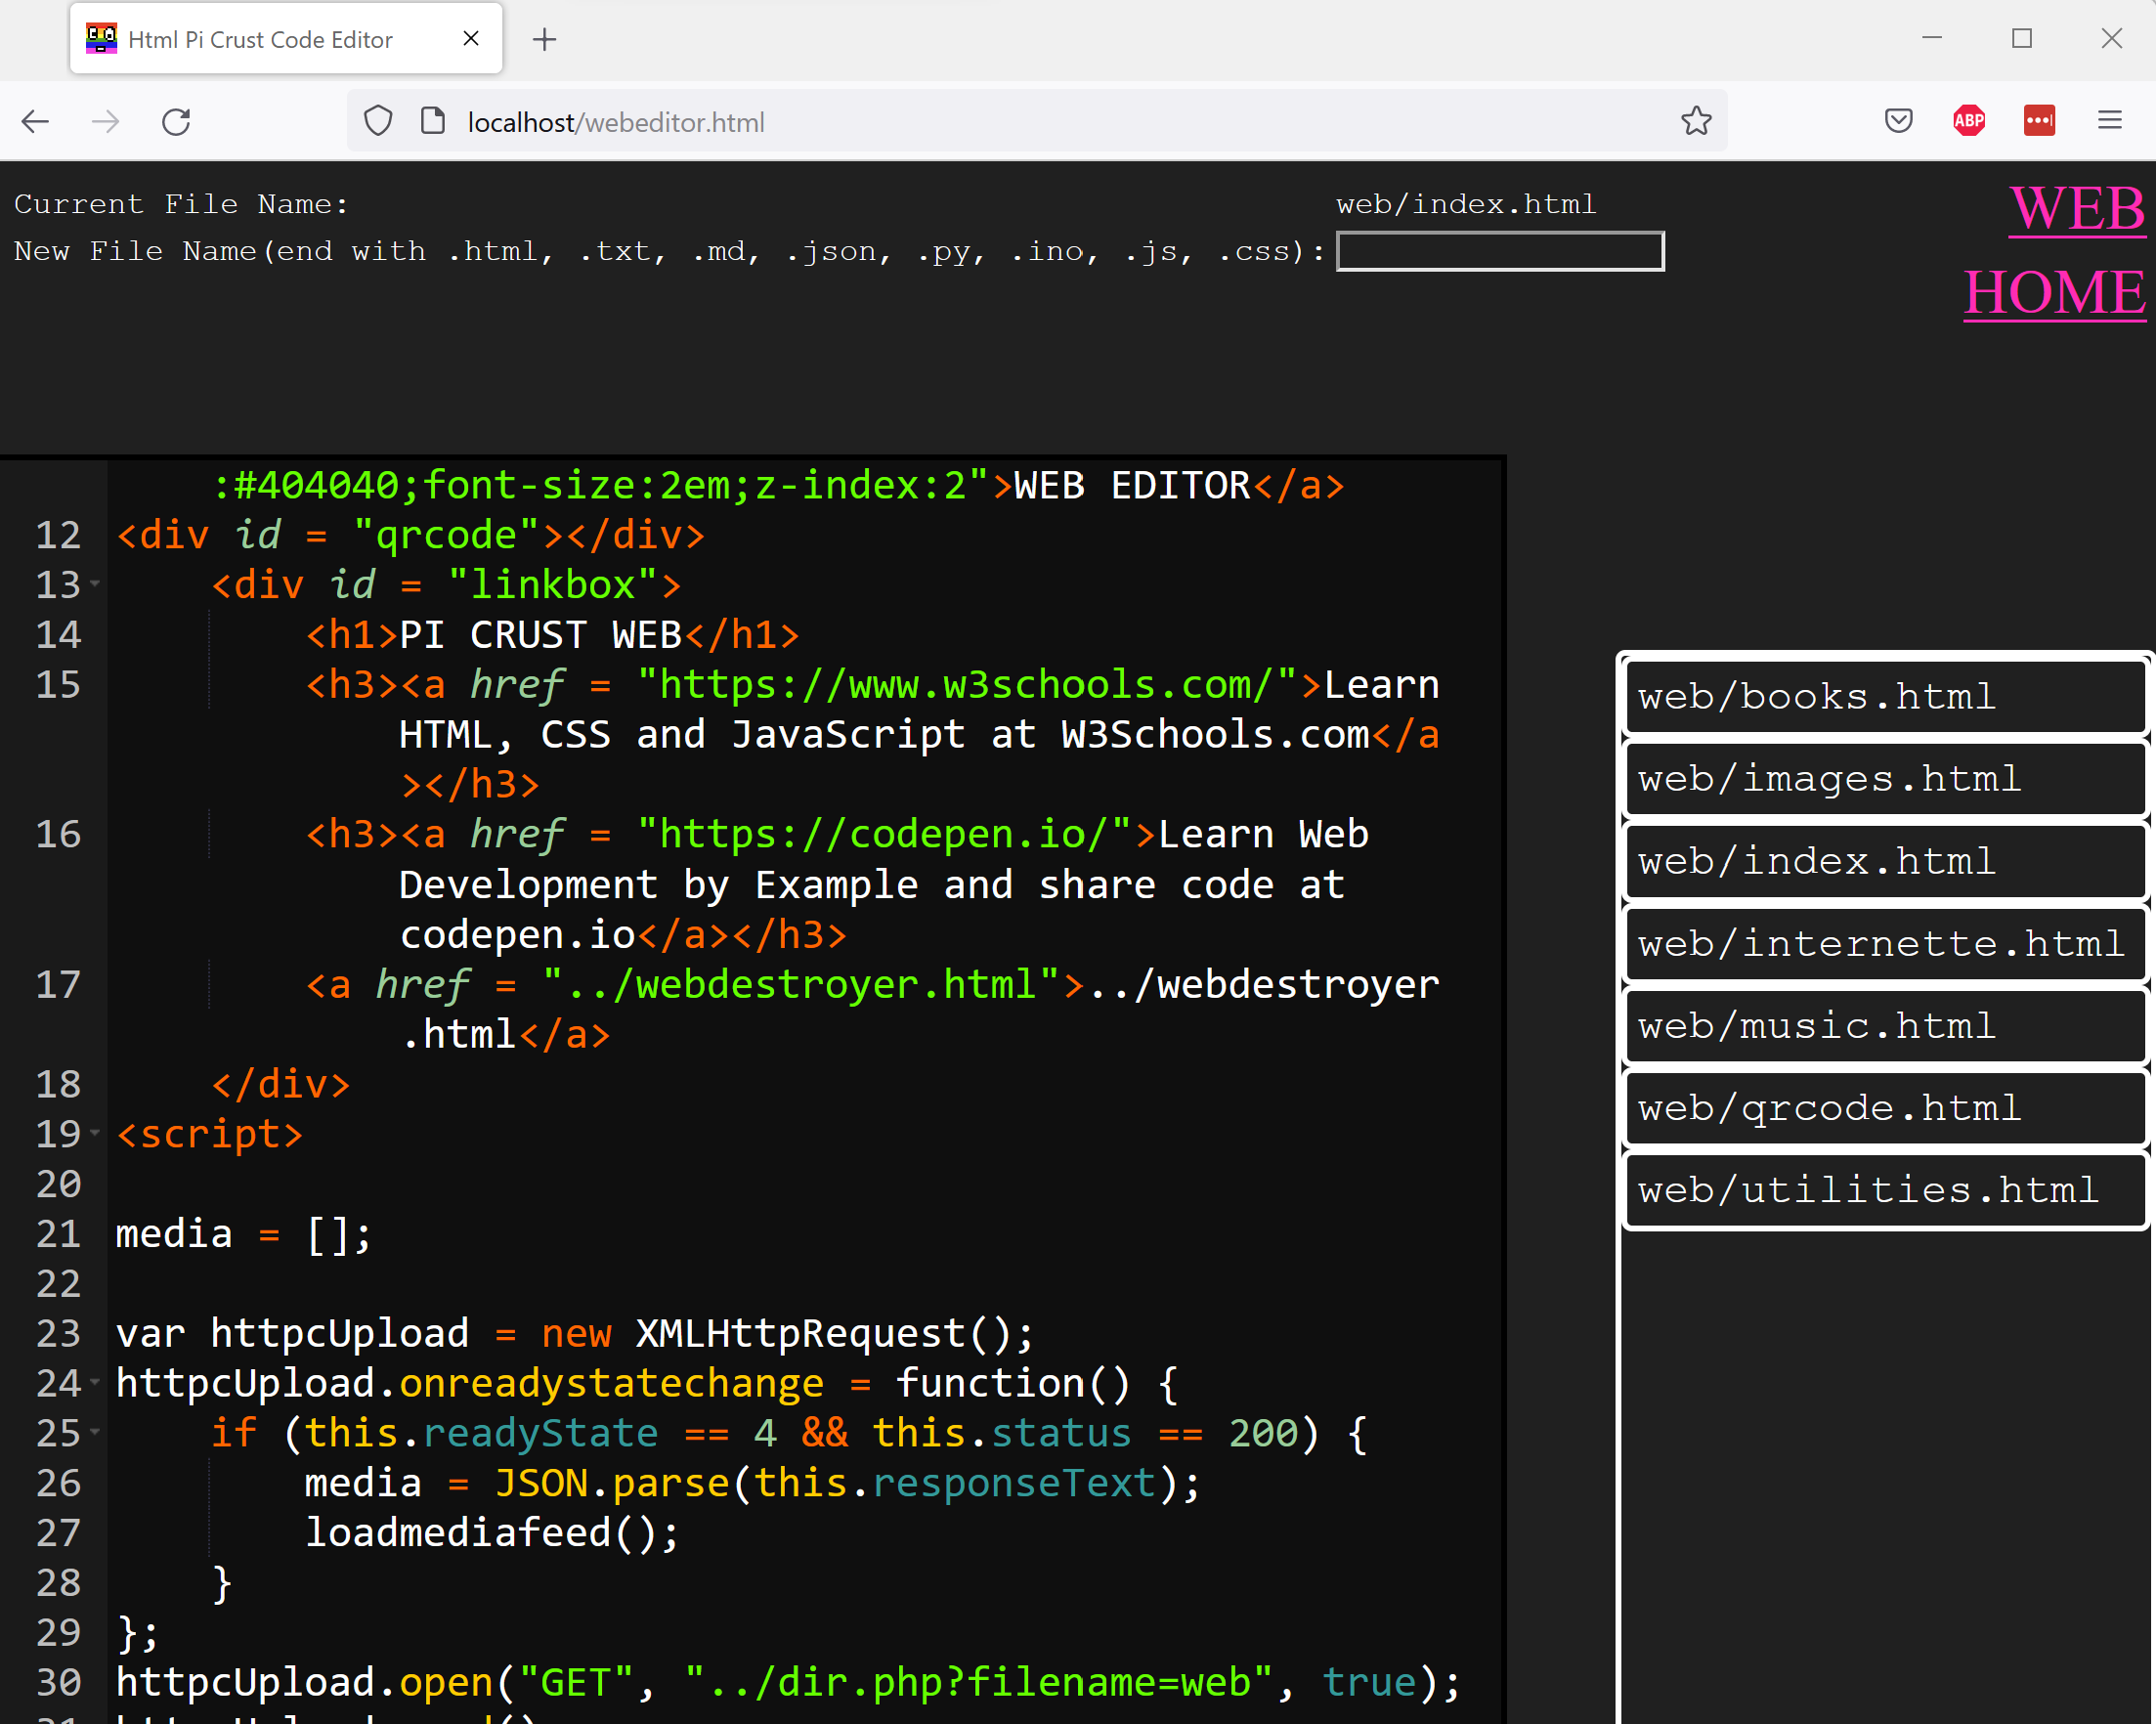 Html Pi Crust Code Editor
localhost/webeditor.html
ABP
Current File Name: web/index.html
New File Name(end with .html, .txt, .md, .json, .py, .ino, .js, .css):
WEB
HOME
:#404040;font-size:2em;z-index:2">WEB EDITOR</a>
12 <div id = "qrcode"></div>
13 <div id = "linkbox">
14 <h1>PI CRUST WEB</h1>
15 <h3><a href = "https://www.w3schools.com/">Learn
HTML, CSS and JavaScript at W3Schools.com</a
></h3>
16 <h3><a href = "https://codepen.io/">Learn Web
Development by Example and share code at
codepen.io</a></h3>
17 <a href = "../webdestroyer.html">../webdestroyer
.html</a>
18 </div>
19 <script>
20
21 media = [];
22
23 var httpcUpload = new XMLHttpRequest();
24 httpcUpload.onreadystatechange = function() {
25 if (this.readyState == 4 && this.status == 200) {
26 media = JSON.parse(this.responseText);
27 loadmediafeed();
28 }
29 };
30 httpcUpload.open("GET", "../dir.php?filename=web", true);
web/books.html
web/images.html
web/index.html
web/internette.html
web/music.html
web/qrcode.html
web/utilities.html